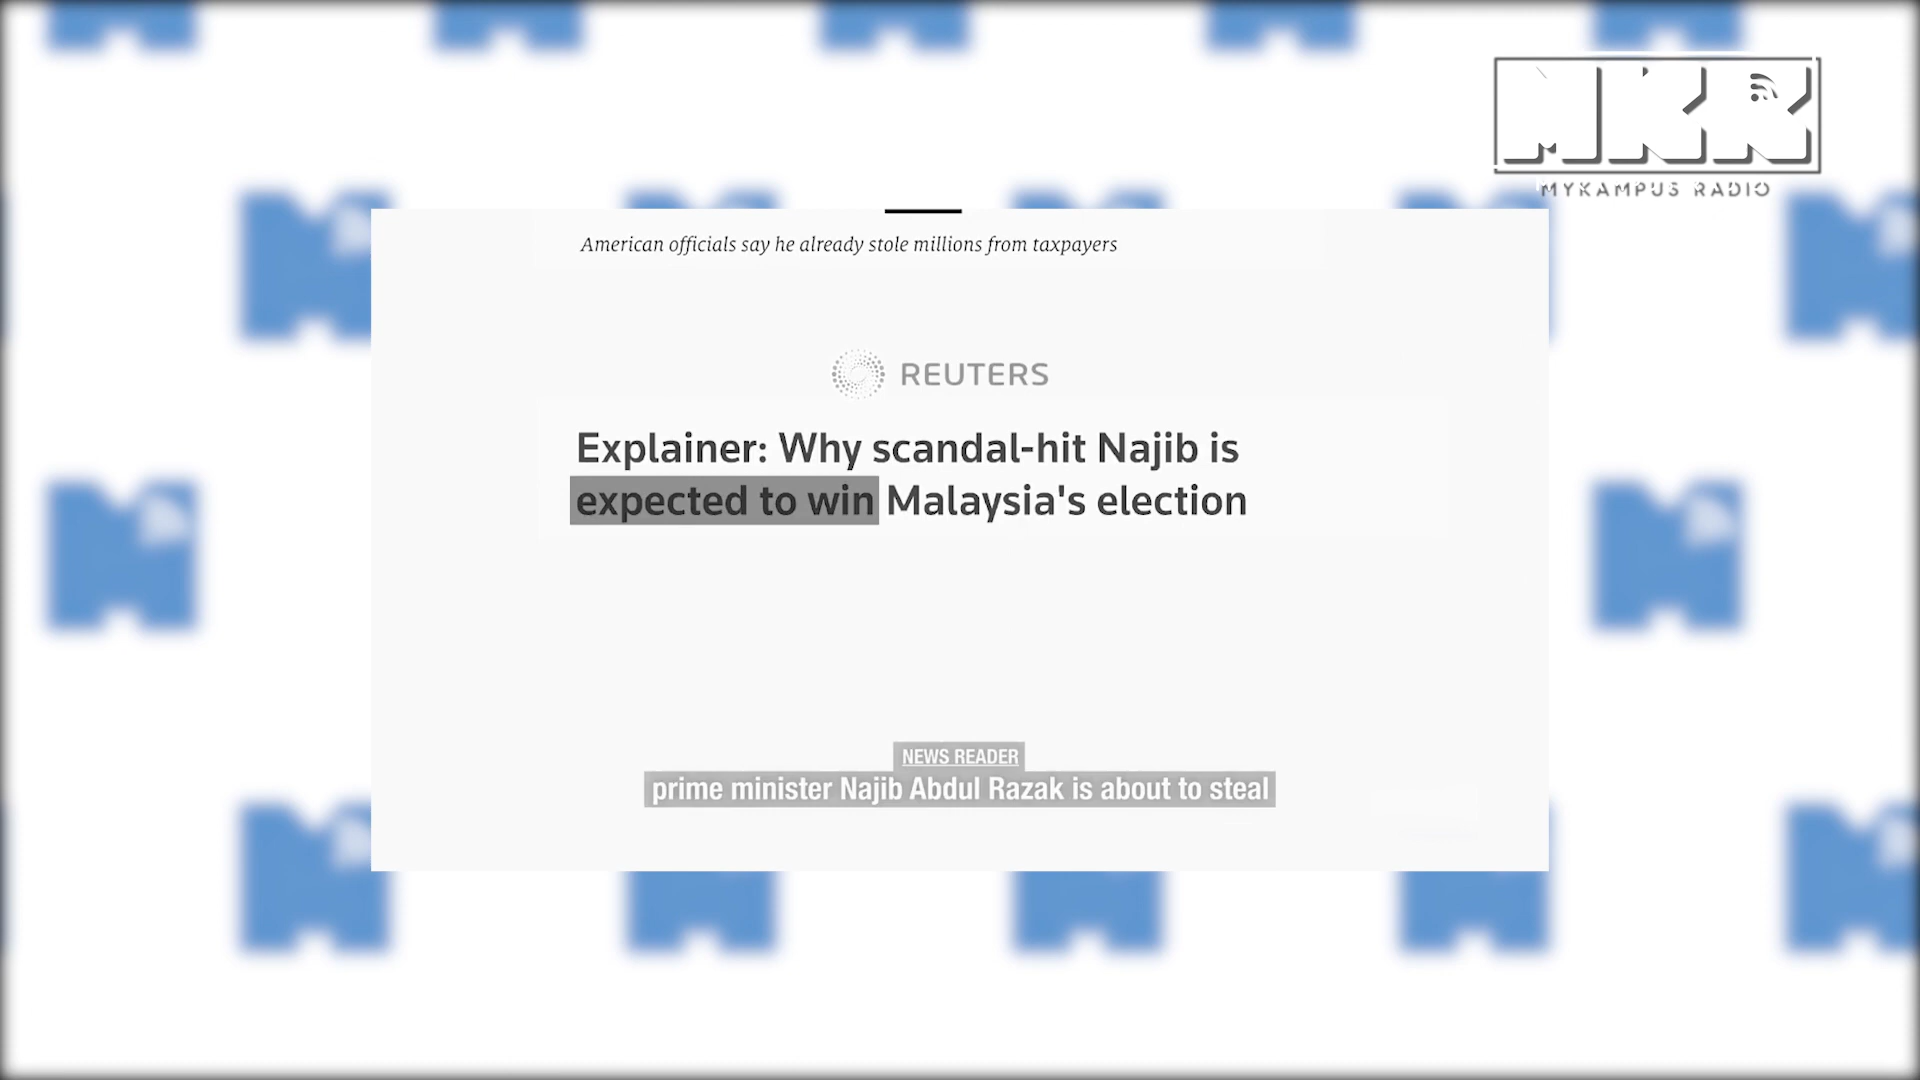 MKR
MYKAMPUS RADIO
American officials say he already stole millions from taxpayers
REUTERS
Explainer: Why scandal-hit Najib is
expected to win Malaysia's election
NEWS READER
prime minister Najib Abdul Razak is about to steal